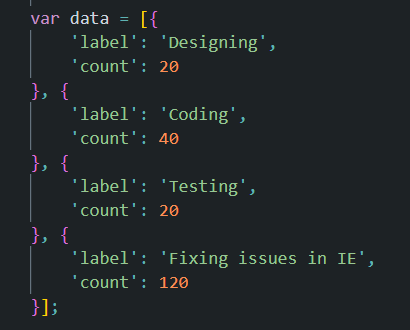 var data = [{
    'label': 'Designing',
    'count': 20
}, {
    'label': 'Coding',
    'count': 40
}, {
    'label': 'Testing',
    'count': 20
}, {
    'label': 'Fixing issues in IE',
    'count': 120
}];